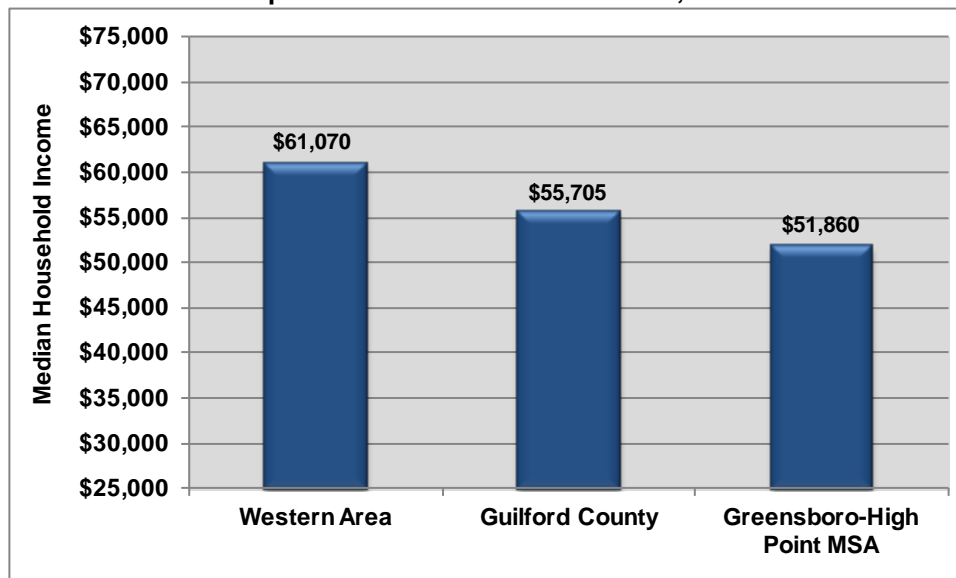 $75,000
$70,000
$65,000
$60,000
$55,000
$50,000
$45,000
$40,000
$35,000
$30,000
$25,000
Median Household Income
$61,070
$55,705
$51,860
Western Area
Guilford County
Greensboro-High
Point MSA